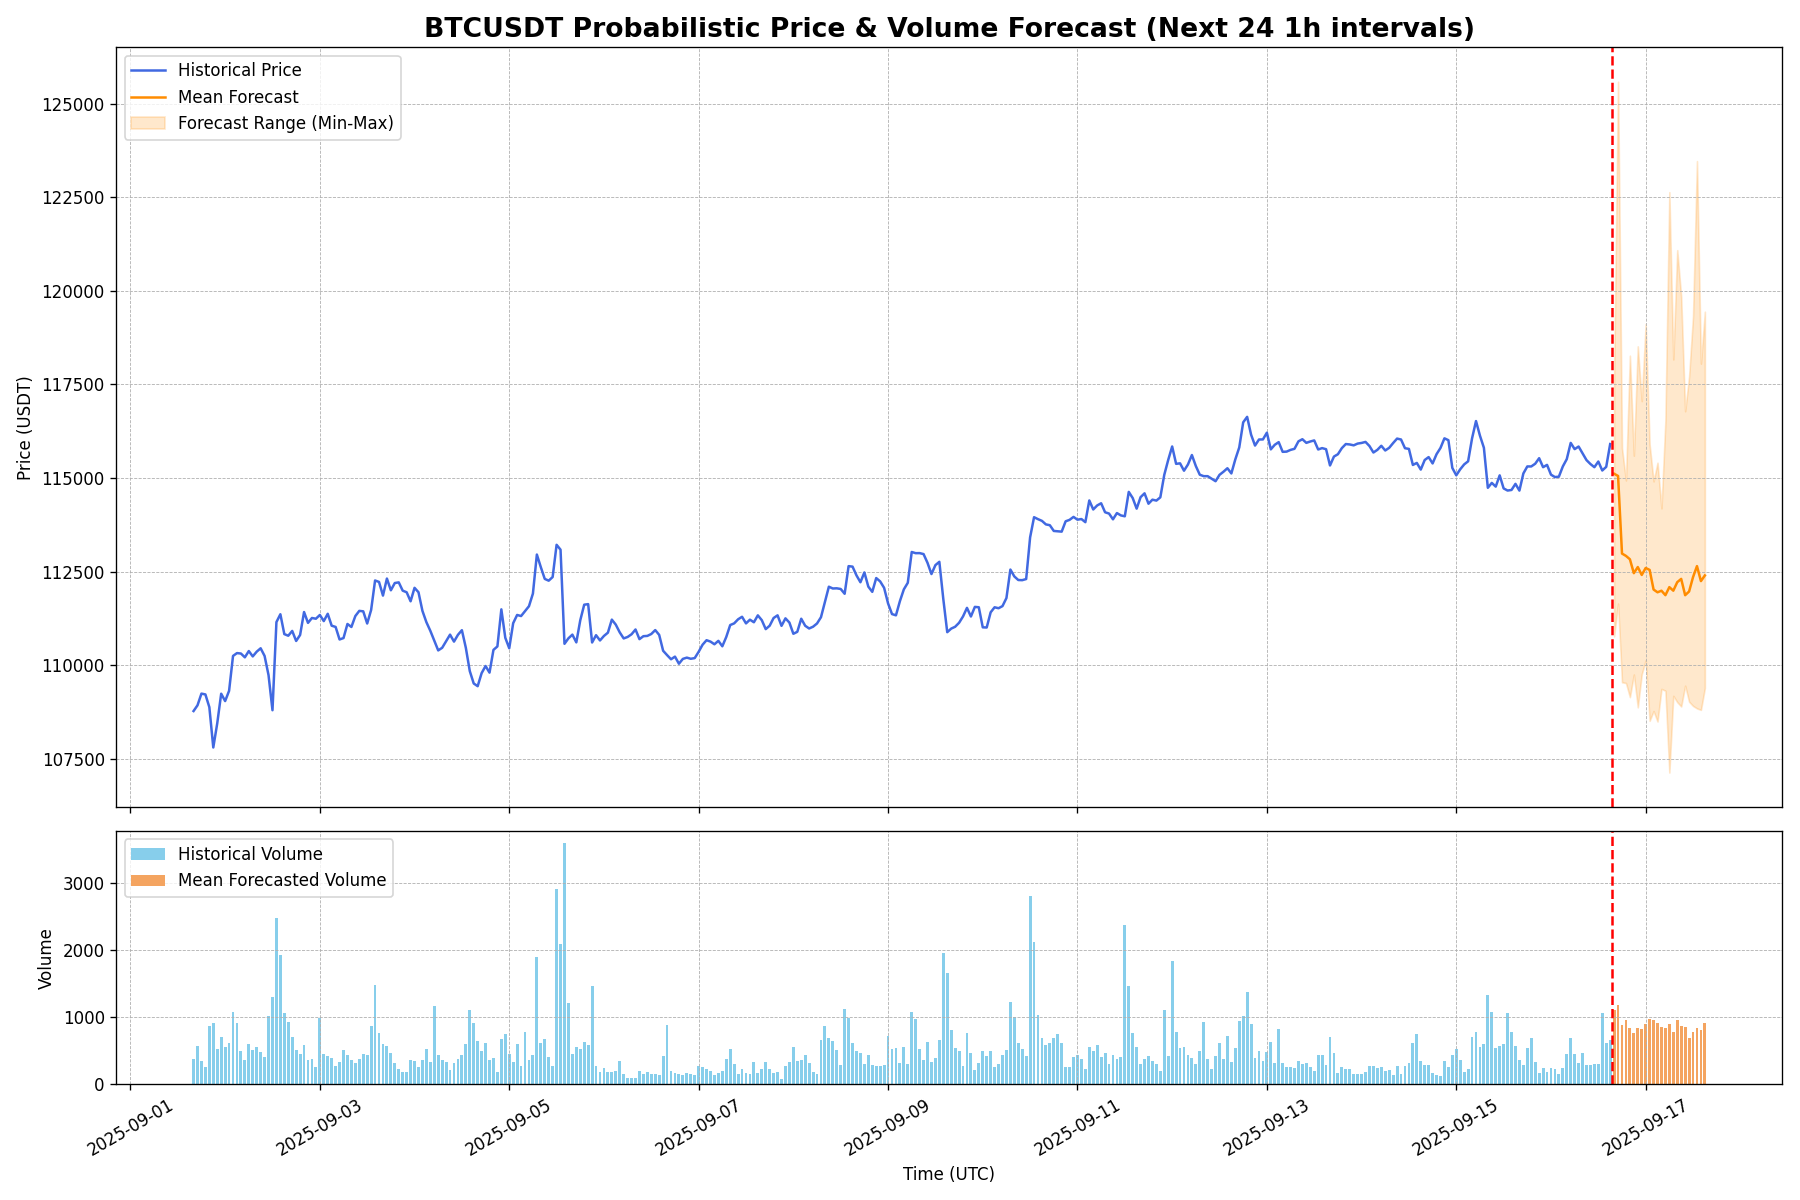 BTCUSDT Probabilistic Price & Volume Forecast (Next 24 1h intervals)
Historical Price
Mean Forecast
Forecast Range (Min-Max)
125000
122500
120000
117500
115000
112500
110000
107500
Price (USDT)
Historical Volume
Mean Forecasted Volume
3000
2000
1000
0
Volume
2025-09-01
2025-09-03
2025-09-05
2025-09-07
2025-09-09
2025-09-11
2025-09-13
2025-09-15
2025-09-17
Time (UTC)